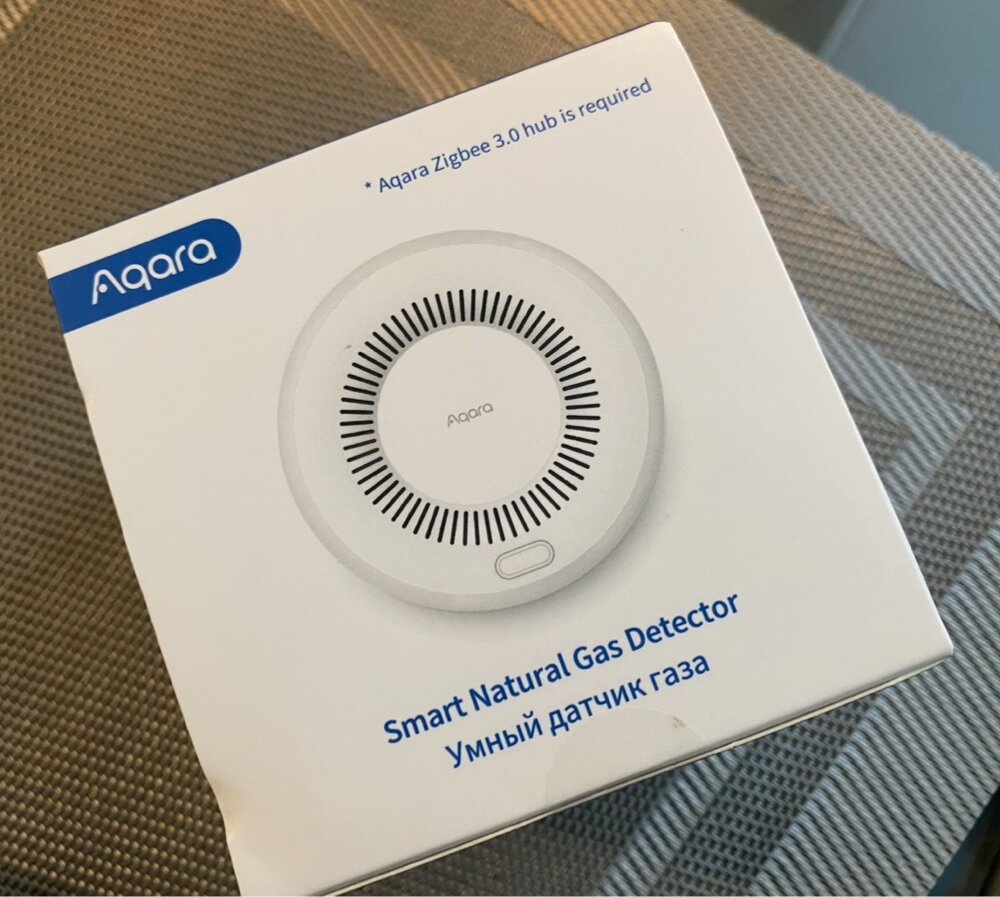 * Aqara Zigbee 3.0 hub is required
Aqara
Aqara
Smart Natural Gas Detector
Умный датчик газа